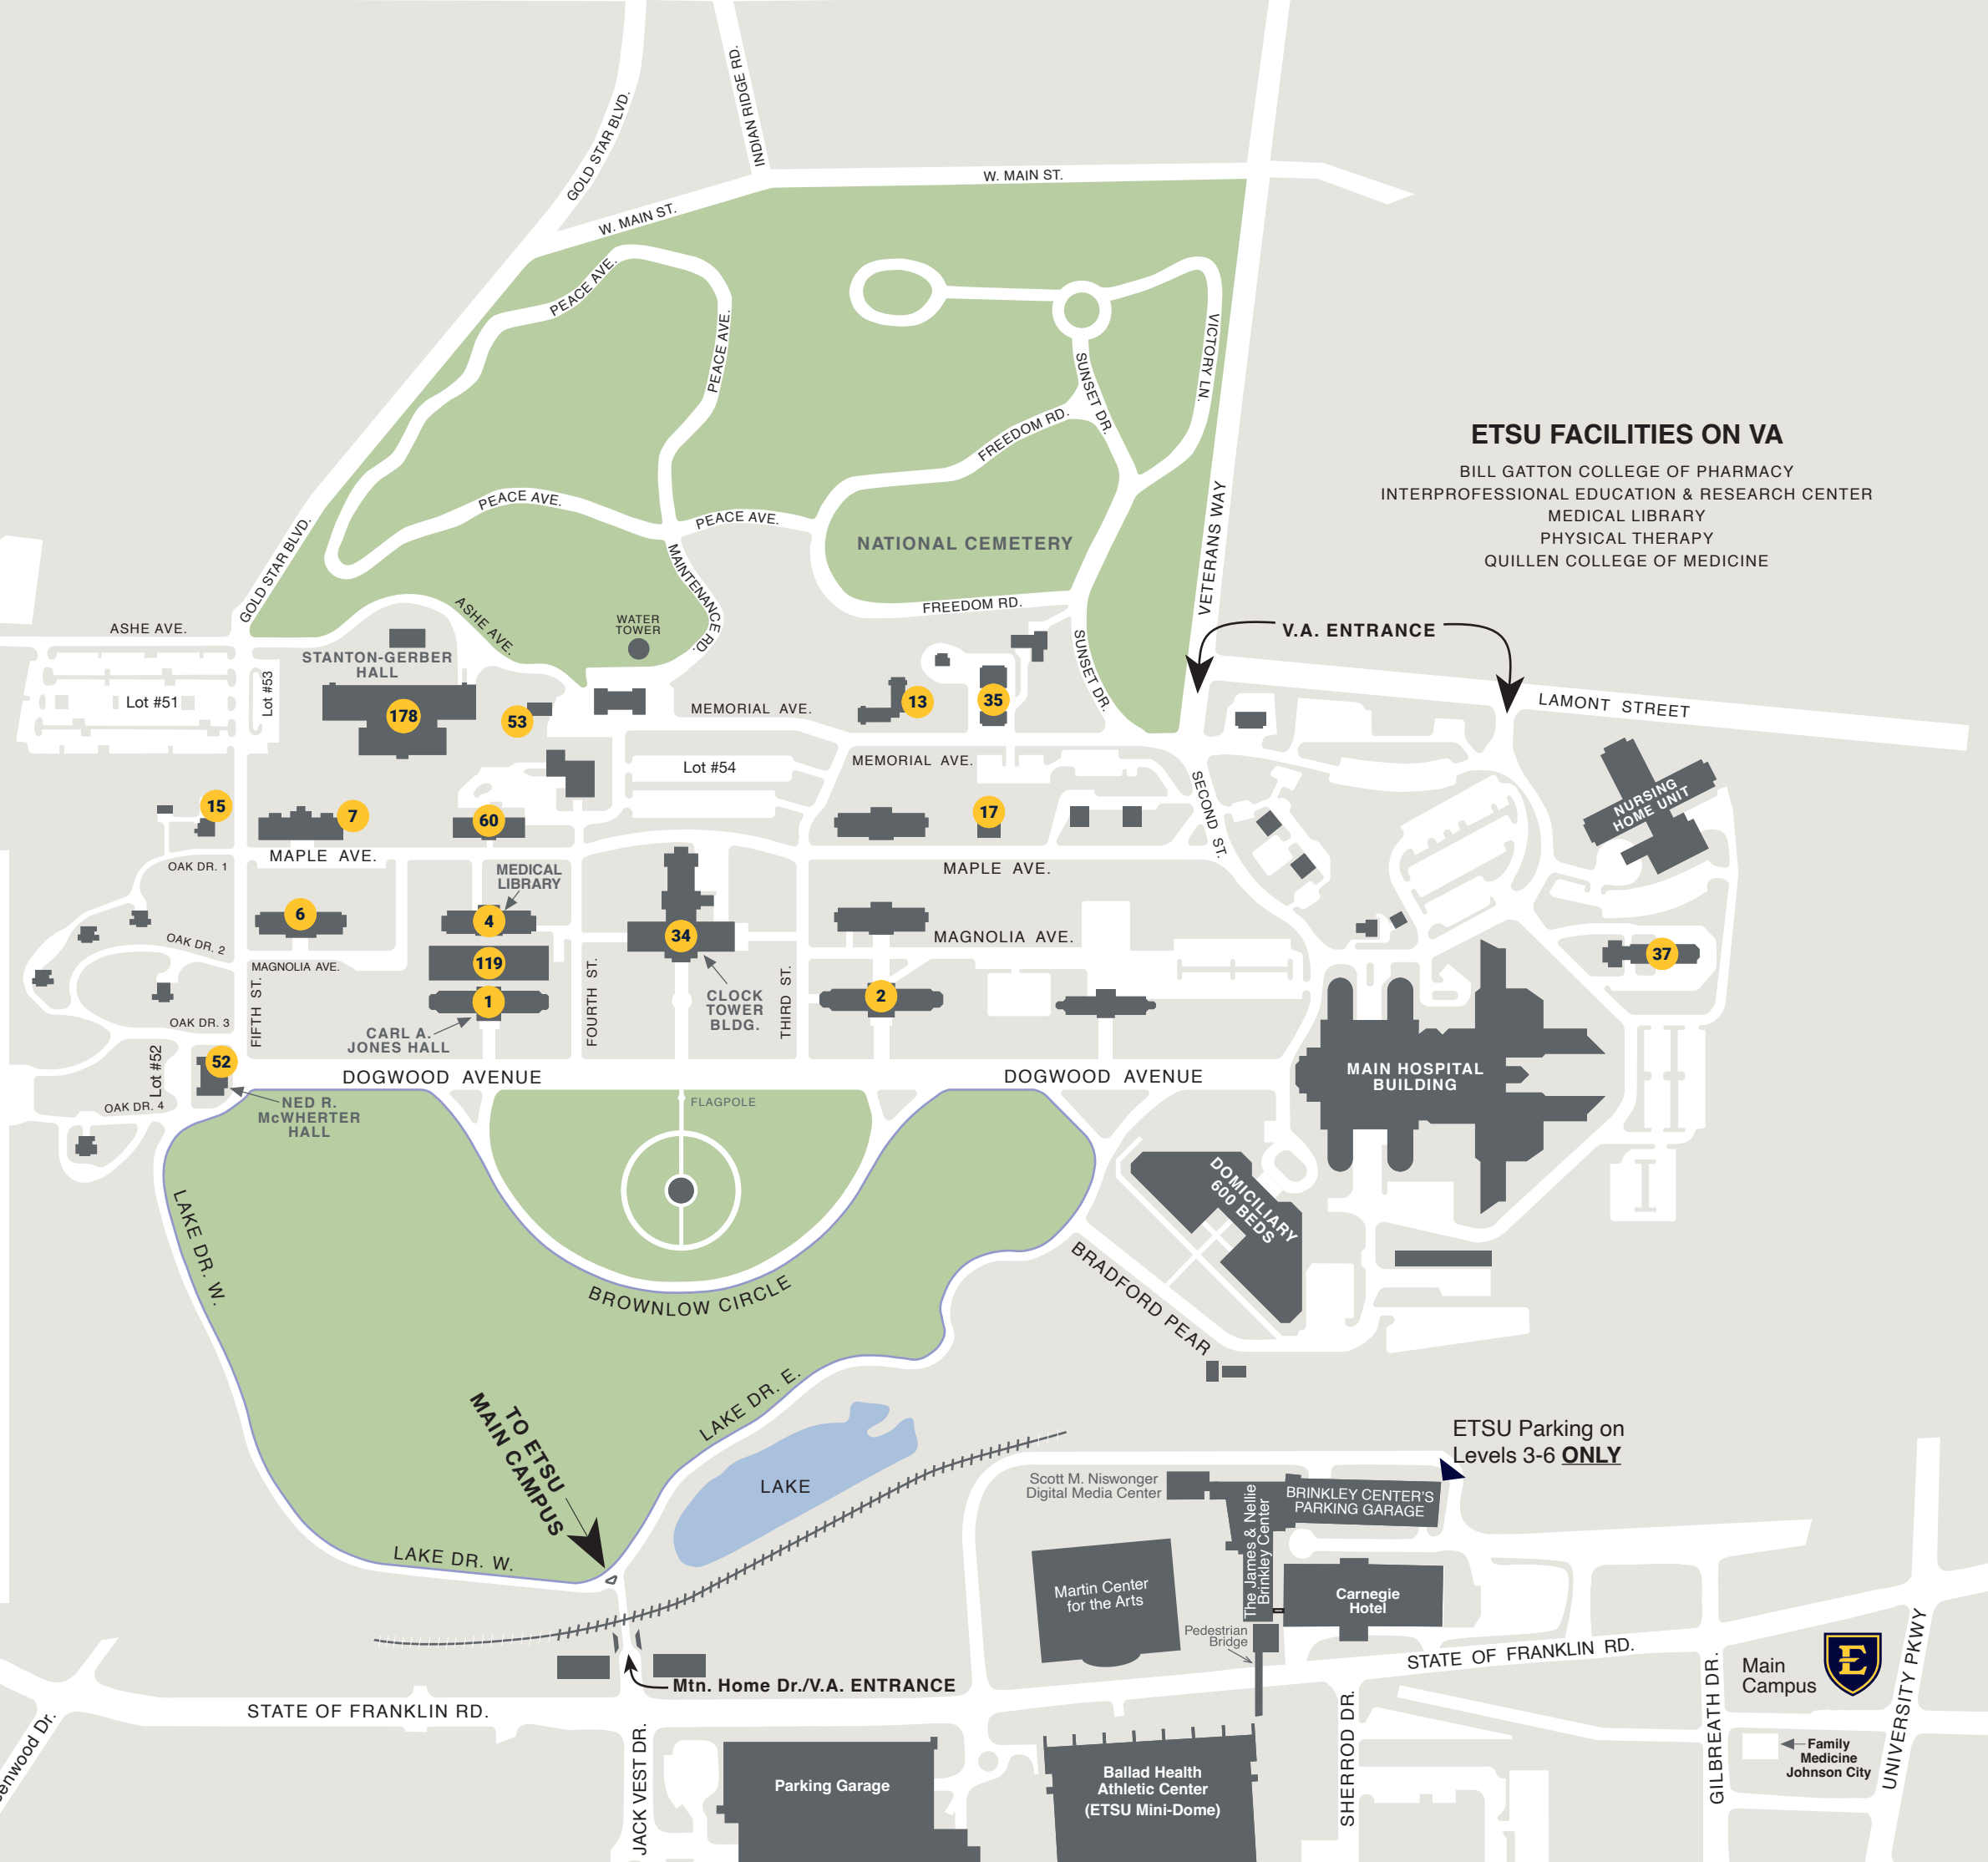 GOLD STAR BLVD.
INDIAN RIDGE RD.
W. MAIN ST.
W. MAIN ST.
PEACE AVE.
PEACE AVE.
VICTORY LN.
SUNSET DR.
FREEDOM RD.
ETSU FACILITIES ON VA
BILL GATTON COLLEGE OF PHARMACY
INTERPROFESSIONAL EDUCATION & RESEARCH CENTER
MEDICAL LIBRARY
PHYSICAL THERAPY
QUILLEN COLLEGE OF MEDICINE
PEACE AVE.
PEACE AVE.
NATIONAL CEMETERY
VETERANS WAY
GOLD STAR BLVD.
MAINTENANCE RD.
FREEDOM RD.
ASHE AVE.
ASHE AVE.
WATER
TOWER
V.A. ENTRANCE
STANTON-GERBER
HALL
SUNSET DR.
Lot #51
Lot #53
178
53
MEMORIAL AVE.
13
35
LAMONT STREET
Lot #54
MEMORIAL AVE.
SECOND ST.
NURSING
HOME UNIT
15
7
60
17
MAPLE AVE.
OAK DR. 1
MEDICAL
LIBRARY
MAPLE AVE.
6
4
34
MAGNOLIA AVE.
37
OAK DR. 2
MAGNOLIA AVE.
119
FIFTH ST.
FOURTH ST.
THIRD ST.
1
2
CLOCK
TOWER
BLDG.
OAK DR. 3
CARL A.
JONES HALL
52
Lot #52
DOGWOOD AVENUE
DOGWOOD AVENUE
MAIN HOSPITAL
BUILDING
OAK DR. 4
NED R.
McWHERTER
HALL
FLAGPOLE
DOMICILIARY
600 BEDS
LAKE DR. W.
BROWNLOW CIRCLE
BRADFORD PEAR
TO ETSU
MAIN CAMPUS
LAKE DR. E.
LAKE
LAKE DR. W.
ETSU Parking on
Levels 3-6 ONLY
Scott M. Niswonger
Digital Media Center
BRINKLEY CENTER'S
PARKING GARAGE
The James & Nellie
Brinkley Center
Martin Center
for the Arts
Carnegie
Hotel
Pedestrian
Bridge
STATE OF FRANKLIN RD.
Mtn. Home Dr./V.A. ENTRANCE
STATE OF FRANKLIN RD.
Main
Campus
E
UNIVERSITY PKWY
GILBREATH DR.
SHERROD DR.
JACK VEST DR.
Family
Medicine
Johnson City
Parking Garage
Ballad Health
Athletic Center
(ETSU Mini-Dome)
enwood Dr.